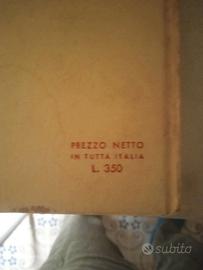 PREZZO NETTO
IN TUTTA ITALIA
L. 350
subito